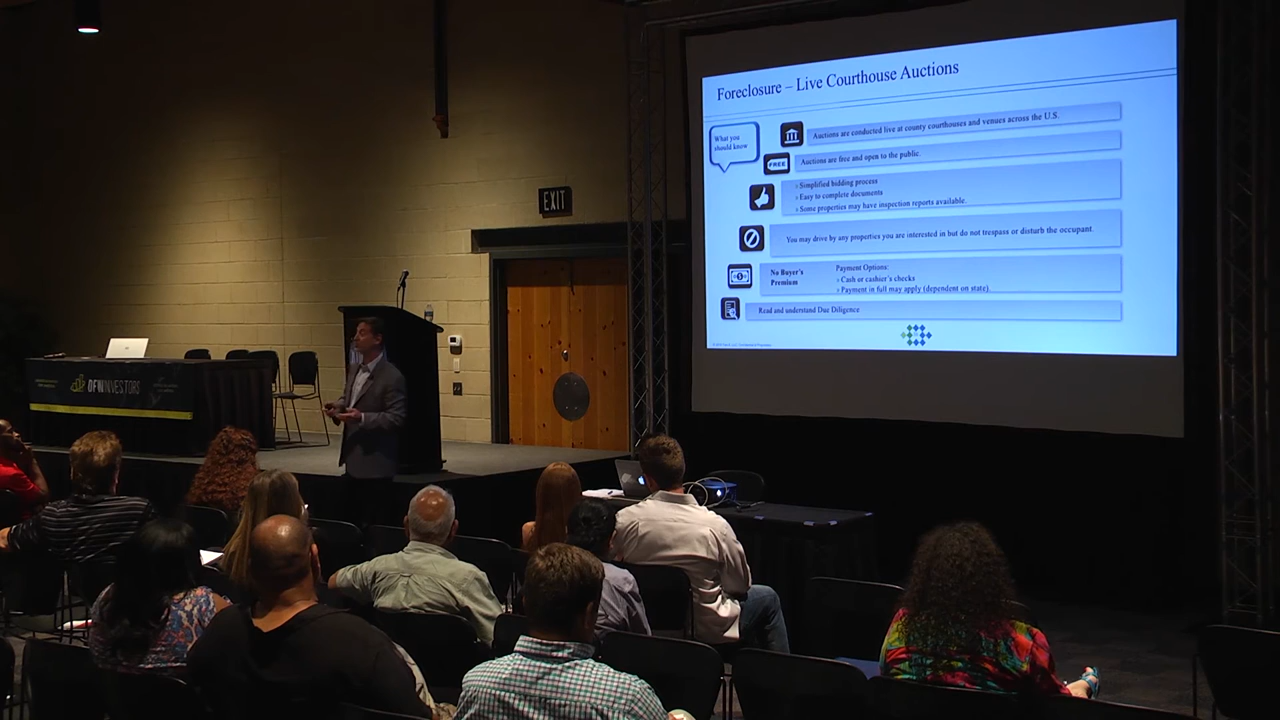 Foreclosure – Live Courthouse Auctions
What you
should know
Auctions are conducted live at county courthouses and venues across the U.S.
FREE
Auctions are free and open to the public.
› Simplified bidding process
› Easy to complete documents
› Some properties may have inspection reports available.
You may drive by any properties you are interested in but do not trespass or disturb the occupant.
No Buyer's
Premium
Payment Options:
› Cash or cashier's checks
› Payment in full may apply (dependent on state).
Read and understand Due Diligence
EXIT
DFWINVESTORS